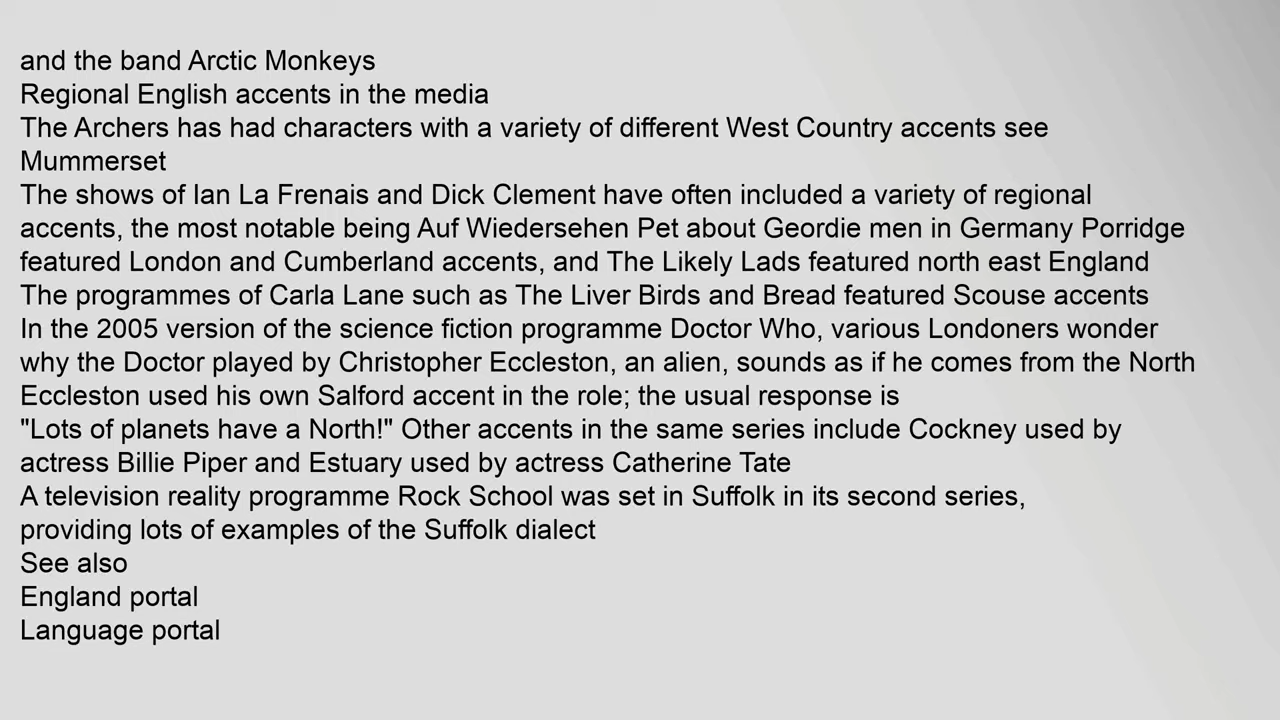 and the band Arctic Monkeys
Regional English accents in the media
The Archers has had characters with a variety of different West Country accents see
Mummerset
The shows of Ian La Frenais and Dick Clement have often included a variety of regional
accents, the most notable being Auf Wiedersehen Pet about Geordie men in Germany Porridge
featured London and Cumberland accents, and The Likely Lads featured north east England
The programmes of Carla Lane such as The Liver Birds and Bread featured Scouse accents
In the 2005 version of the science fiction programme Doctor Who, various Londoners wonder
why the Doctor played by Christopher Eccleston, an alien, sounds as if he comes from the North
Eccleston used his own Salford accent in the role; the usual response is
"Lots of planets have a North!" Other accents in the same series include Cockney used by
actress Billie Piper and Estuary used by actress Catherine Tate
A television reality programme Rock School was set in Suffolk in its second series,
providing lots of examples of the Suffolk dialect
See also
England portal
Language portal